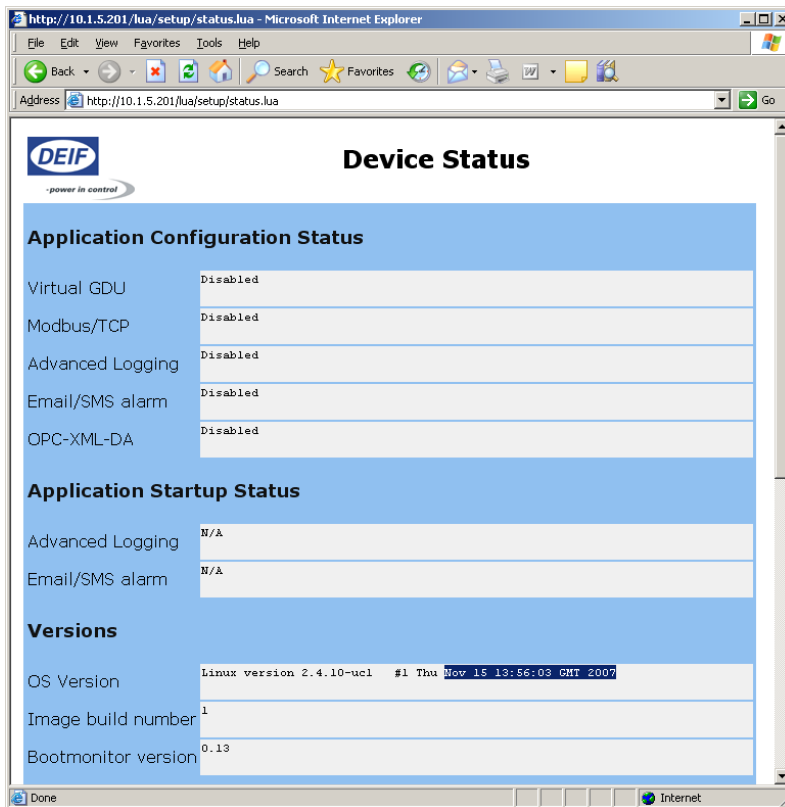 http://10.1.5.201/lua/setup/status.lua - Microsoft Internet Explorer
File Edit View Favorites Tools Help
Back Search Favorites
Address http://10.1.5.201/lua/setup/status.lua Go
DEIF
-power in control
Device Status
Application Configuration Status
Virtual GDU Disabled
Modbus/TCP Disabled
Advanced Logging Disabled
Email/SMS alarm Disabled
OPC-XML-DA Disabled
Application Startup Status
Advanced Logging N/A
Email/SMS alarm N/A
Versions
OS Version Linux version 2.4.10-uc1 #1 Thu Nov 15 13:56:03 GMT 2007
Image build number 1
Bootmonitor version 0.13
Done Internet